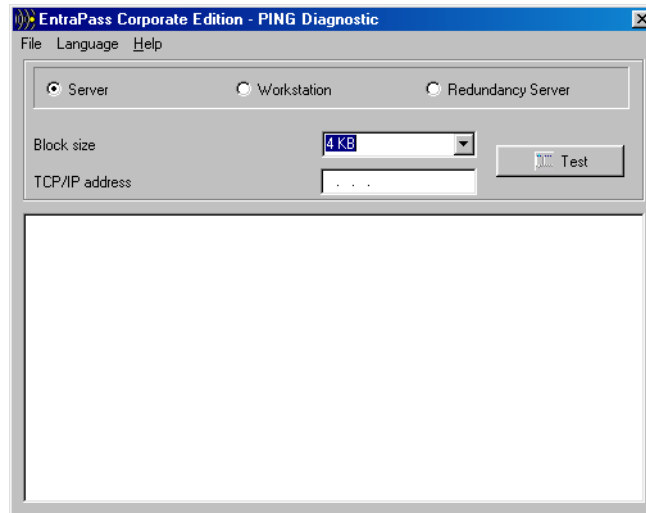 EntraPass Corporate Edition - PING Diagnostic
File Language Help
Server Workstation Redundancy Server
Block size 4 KB
Test
TCP/IP address . . .